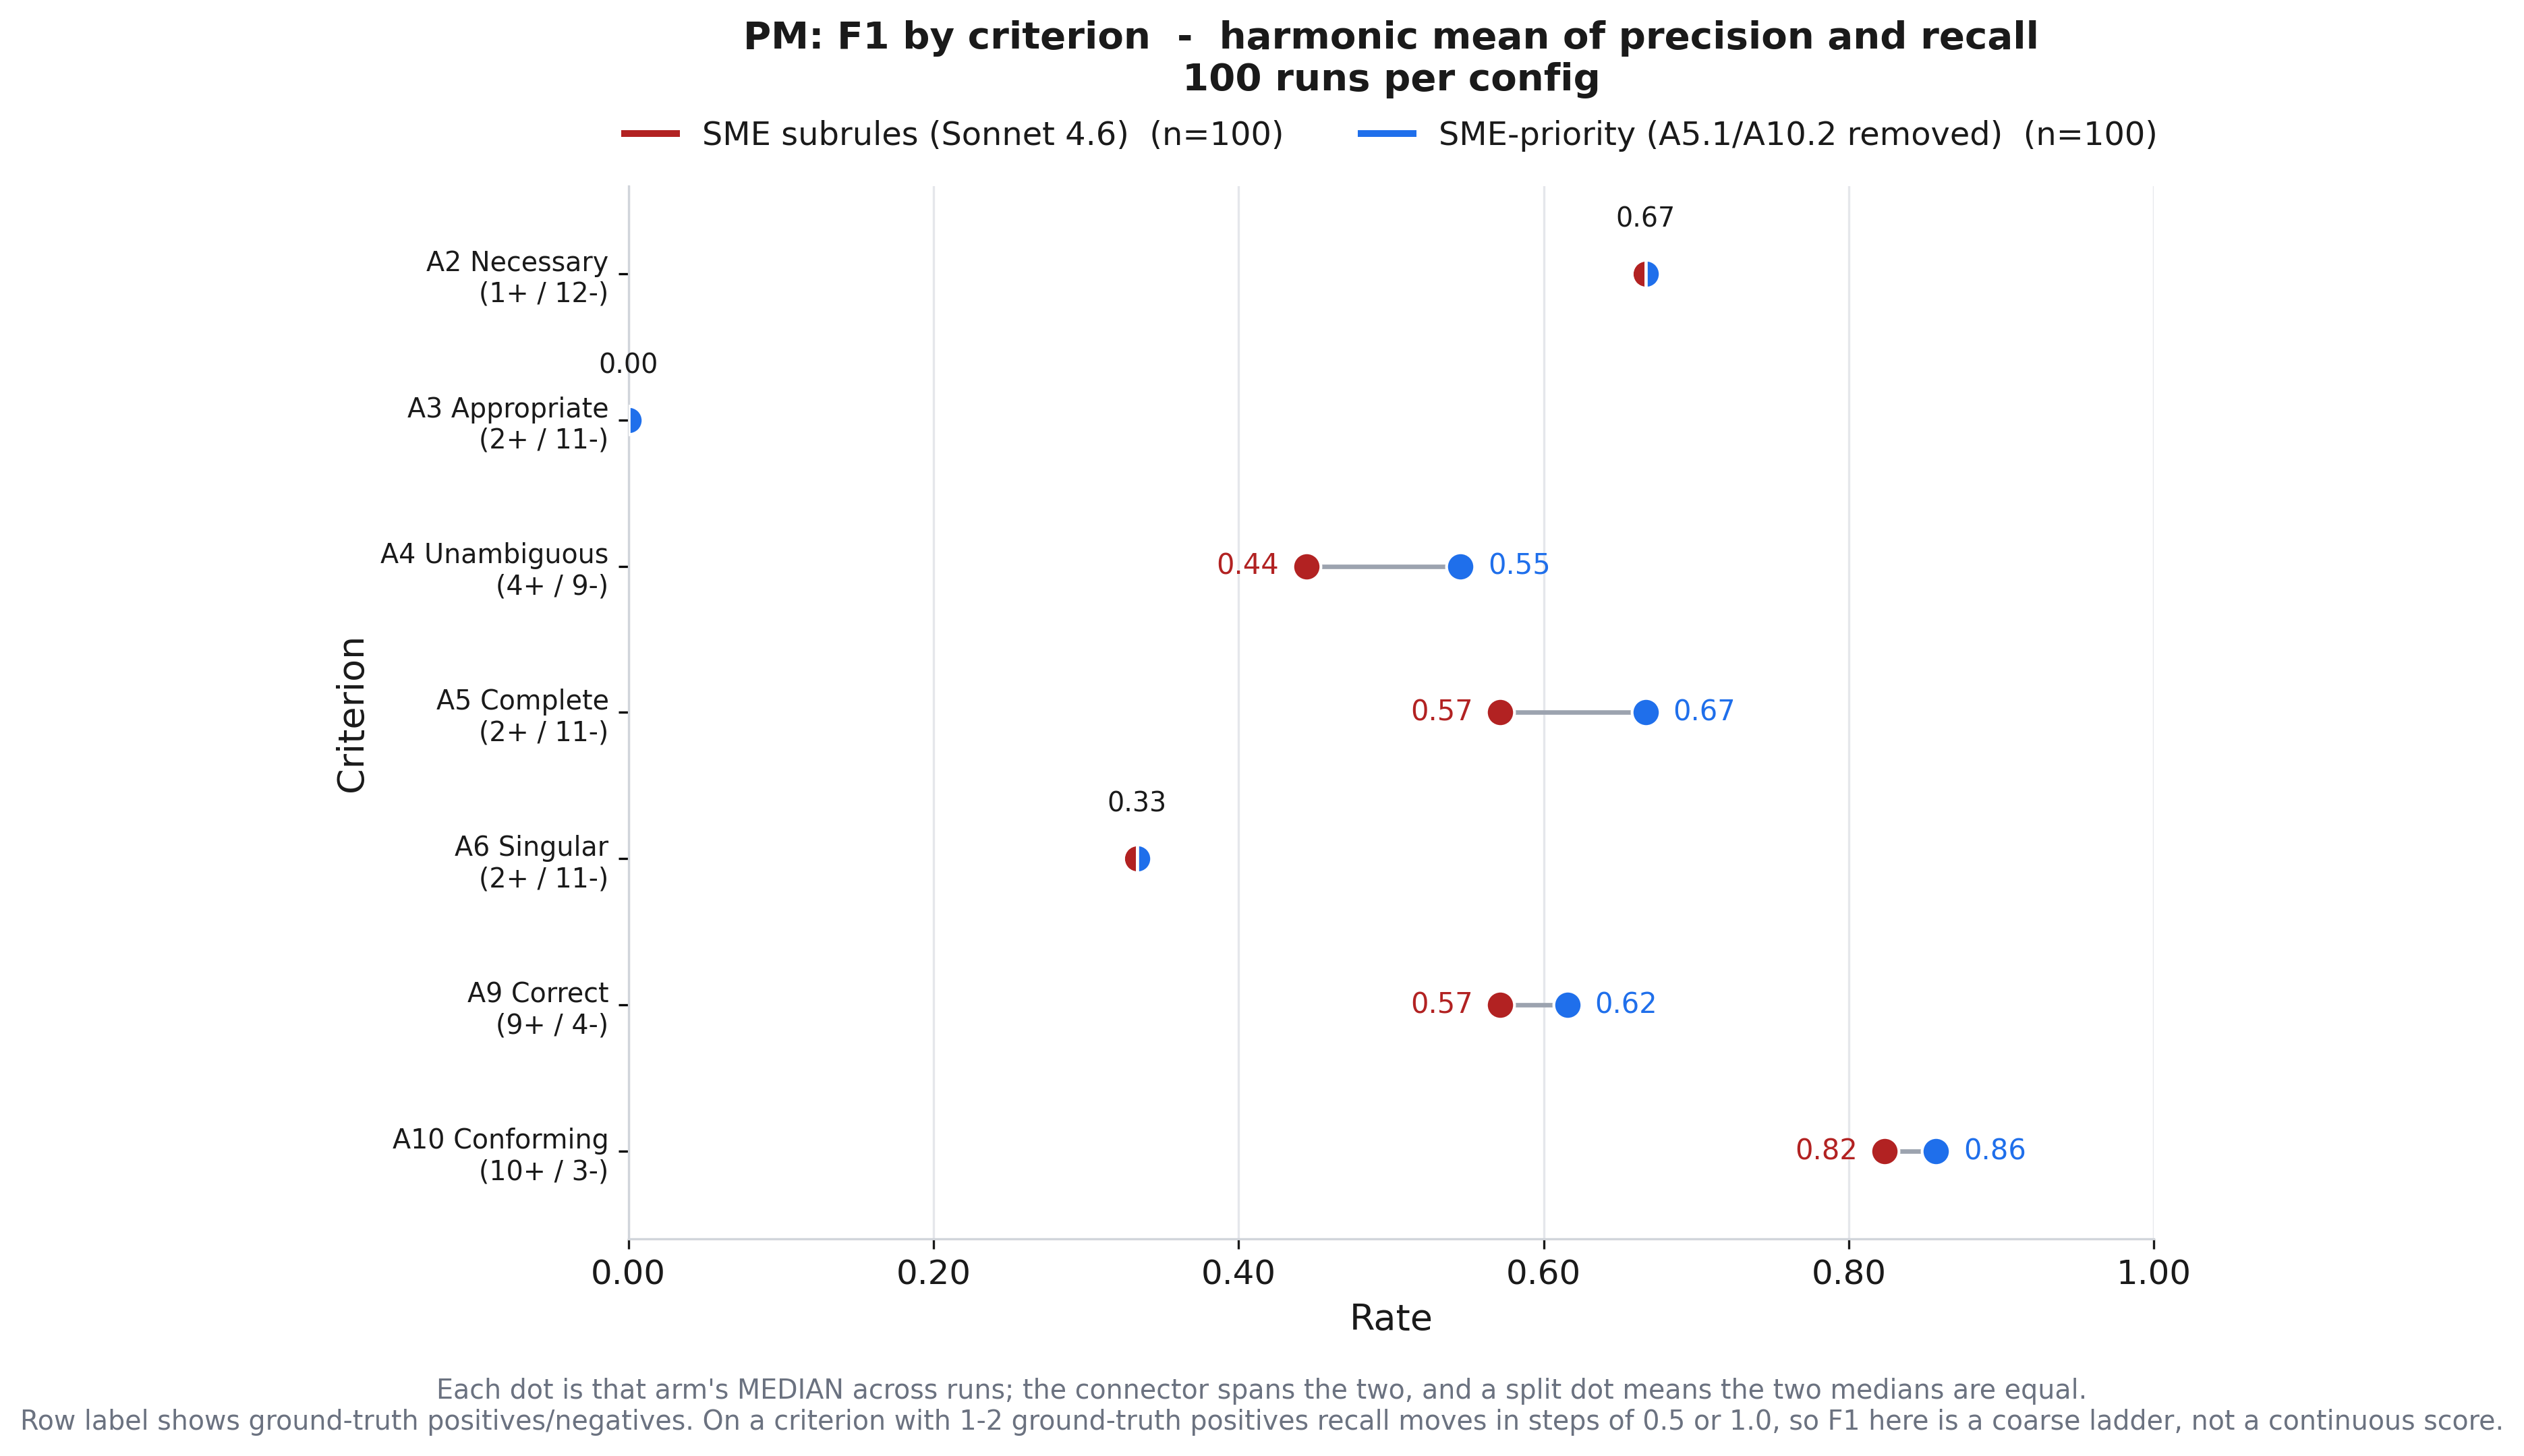 PM: F1 by criterion  -  harmonic mean of precision and recall
100 runs per config
SME subrules (Sonnet 4.6)  (n=100)
SME-priority (A5.1/A10.2 removed)  (n=100)
0.67
A2 Necessary
(1+ / 12-)
0.00
A3 Appropriate
(2+ / 11-)
A4 Unambiguous
(4+ / 9-)
0.44
0.55
A5 Complete
(2+ / 11-)
0.57
0.67
Criterion
0.33
A6 Singular
(2+ / 11-)
A9 Correct
(9+ / 4-)
0.57
0.62
A10 Conforming
(10+ / 3-)
0.82
0.86
0.00
0.20
0.40
0.60
0.80
1.00
Rate
Each dot is that arm's MEDIAN across runs; the connector spans the two, and a split dot means the two medians are equal.
Row label shows ground-truth positives/negatives. On a criterion with 1-2 ground-truth positives recall moves in steps of 0.5 or 1.0, so F1 here is a coarse ladder, not a continuous score.